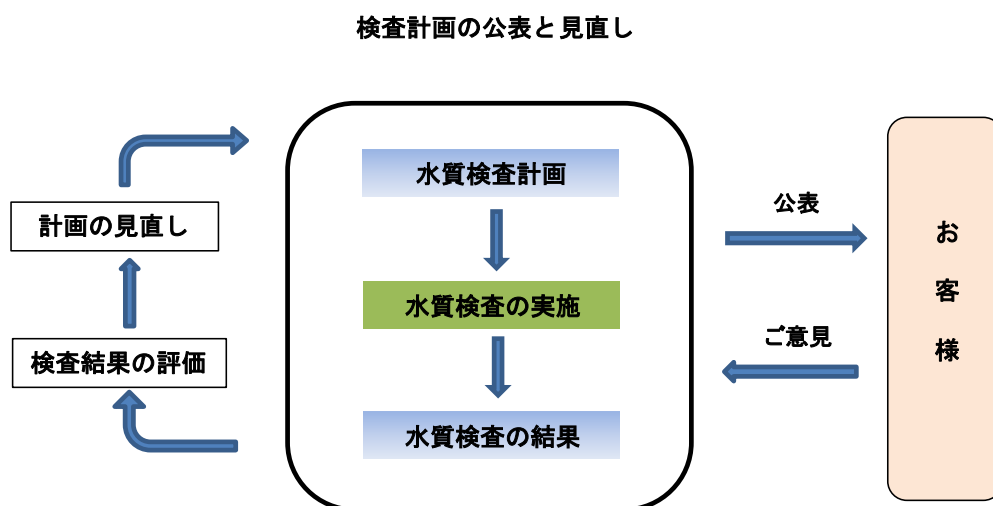 検査計画の公表と見直し
水質検査計画
水質検査の実施
水質検査の結果
検査結果の評価
計画の見直し
公表
ご意見
お客様